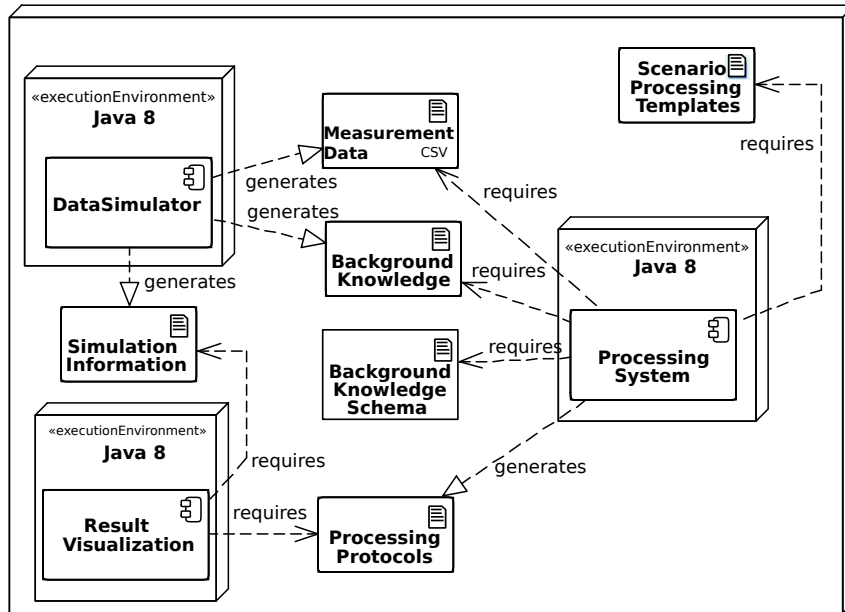 Scenario
Processing
Templates
requires
«executionEnvironment»
Java 8
DataSimulator
generates
generates
generates
Measurement
Data
CSV
requires
Background
Knowledge
requires
«executionEnvironment»
Java 8
Processing
System
Simulation
Information
Background
Knowledge
Schema
requires
«executionEnvironment»
Java 8
Result
Visualization
requires
requires
generates
Processing
Protocols